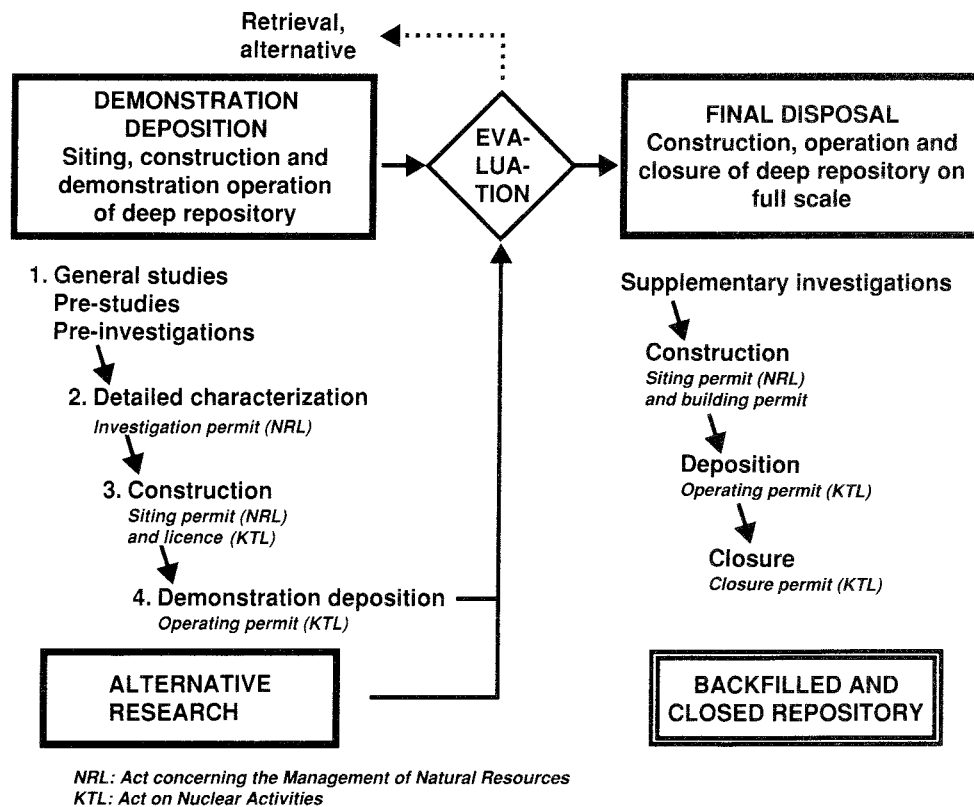 Retrieval,
alternative
DEMONSTRATION
DEPOSITION
Siting, construction and
demonstration operation
of deep repository
EVA-
LUA-
TION
FINAL DISPOSAL
Construction, operation and
closure of deep repository on
full scale
1. General studies
Pre-studies
Pre-investigations
2. Detailed characterization
Investigation permit (NRL)
3. Construction
Siting permit (NRL)
and licence (KTL)
4. Demonstration deposition
Operating permit (KTL)
Supplementary investigations
Construction
Siting permit (NRL)
and building permit
Deposition
Operating permit (KTL)
Closure
Closure permit (KTL)
ALTERNATIVE
RESEARCH
BACKFILLED AND
CLOSED REPOSITORY
NRL: Act concerning the Management of Natural Resources
KTL: Act on Nuclear Activities